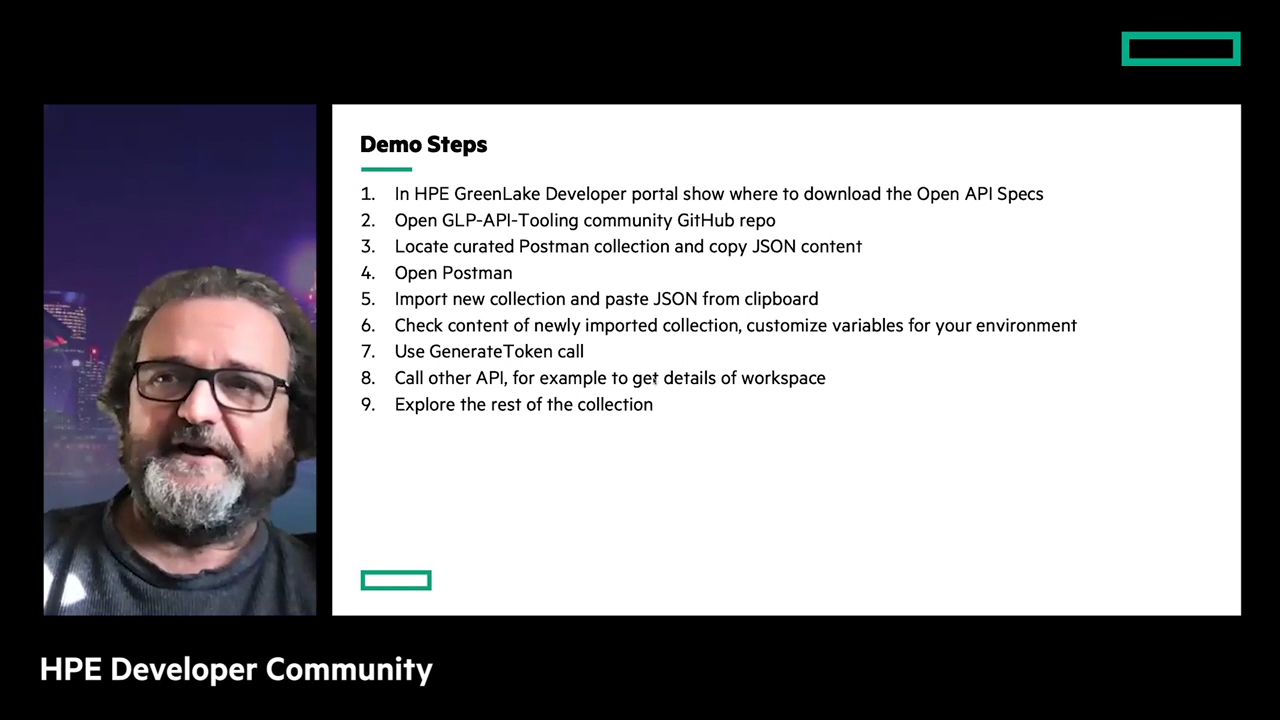 Demo Steps
1. In HPE GreenLake Developer portal show where to download the Open API Specs
2. Open GLP-API-Tooling community GitHub repo
3. Locate curated Postman collection and copy JSON content
4. Open Postman
5. Import new collection and paste JSON from clipboard
6. Check content of newly imported collection, customize variables for your environment
7. Use GenerateToken call
8. Call other API, for example to get details of workspace
9. Explore the rest of the collection
HPE Developer Community